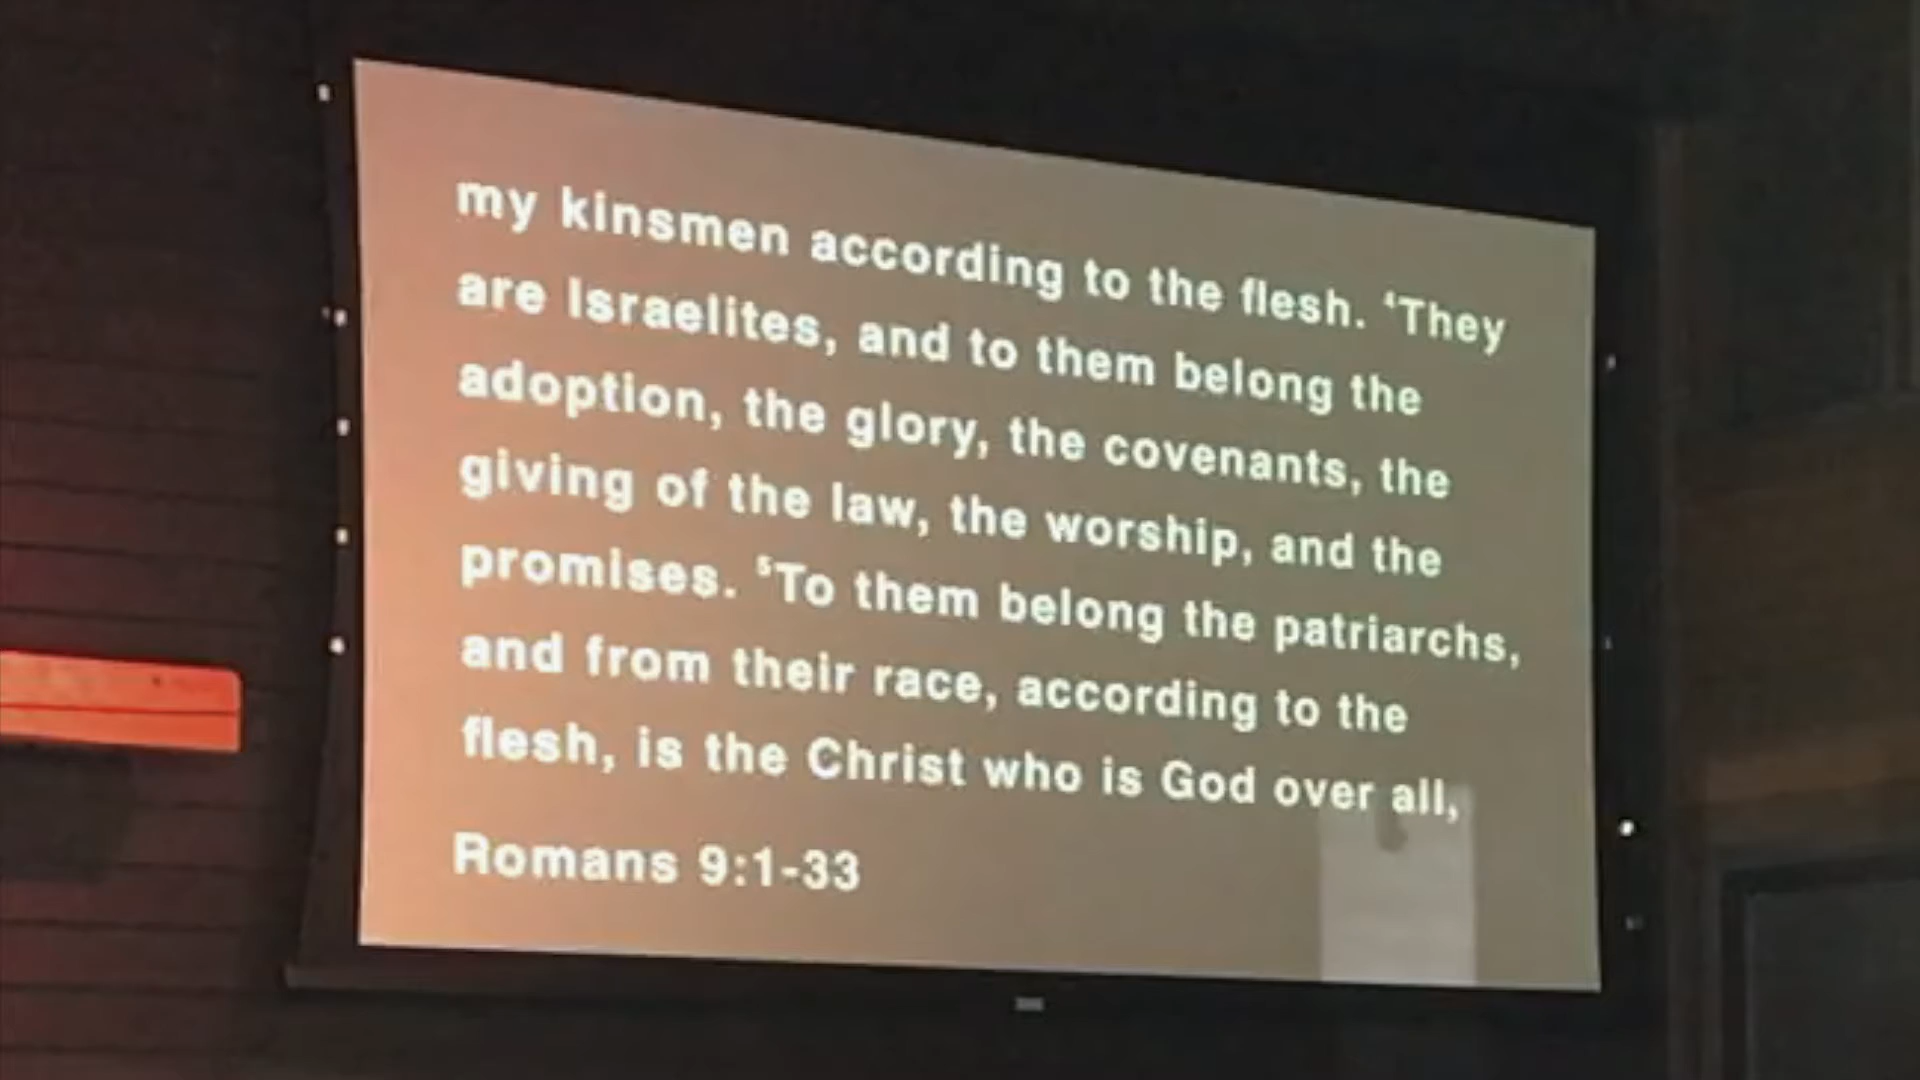 my kinsmen according to the flesh. ⁴They
are Israelites, and to them belong the
adoption, the glory, the covenants, the
giving of the law, the worship, and the
promises. ⁵To them belong the patriarchs,
and from their race, according to the
flesh, is the Christ who is God over all,
Romans 9:1-33